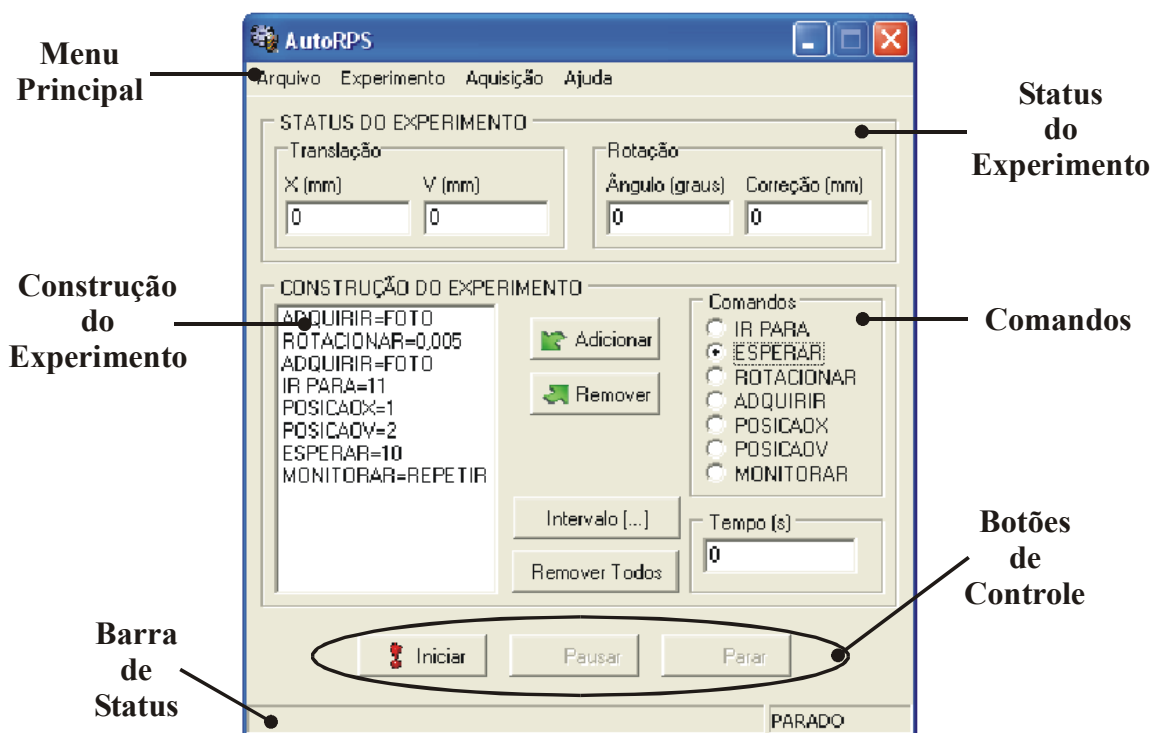 AutoRPS
Menu
Principal
Arquivo Experimento Aquisição Ajuda
Status
do
Experimento
STATUS DO EXPERIMENTO
Translação
X (mm) V (mm)
0 0
Rotação
Ângulo (graus) Correção (mm)
0 0
Construção
do
Experimento
CONSTRUÇÃO DO EXPERIMENTO
ADQUIRIR=FOTO
ROTACIONAR=0,005
ADQUIRIR=FOTO
IR PARA=11
POSICAOX=1
POSICAOV=2
ESPERAR=10
MONITORAR=REPETIR
Adicionar
Remover
Intervalo [...]
Remover Todos
Comandos
IR PARA
ESPERAR
ROTACIONAR
ADQUIRIR
POSICAOX
POSICAOV
MONITORAR
Comandos
Tempo (s)
0
Botões
de
Controle
Iniciar Pausar Parar
Barra
de
Status
PARADO